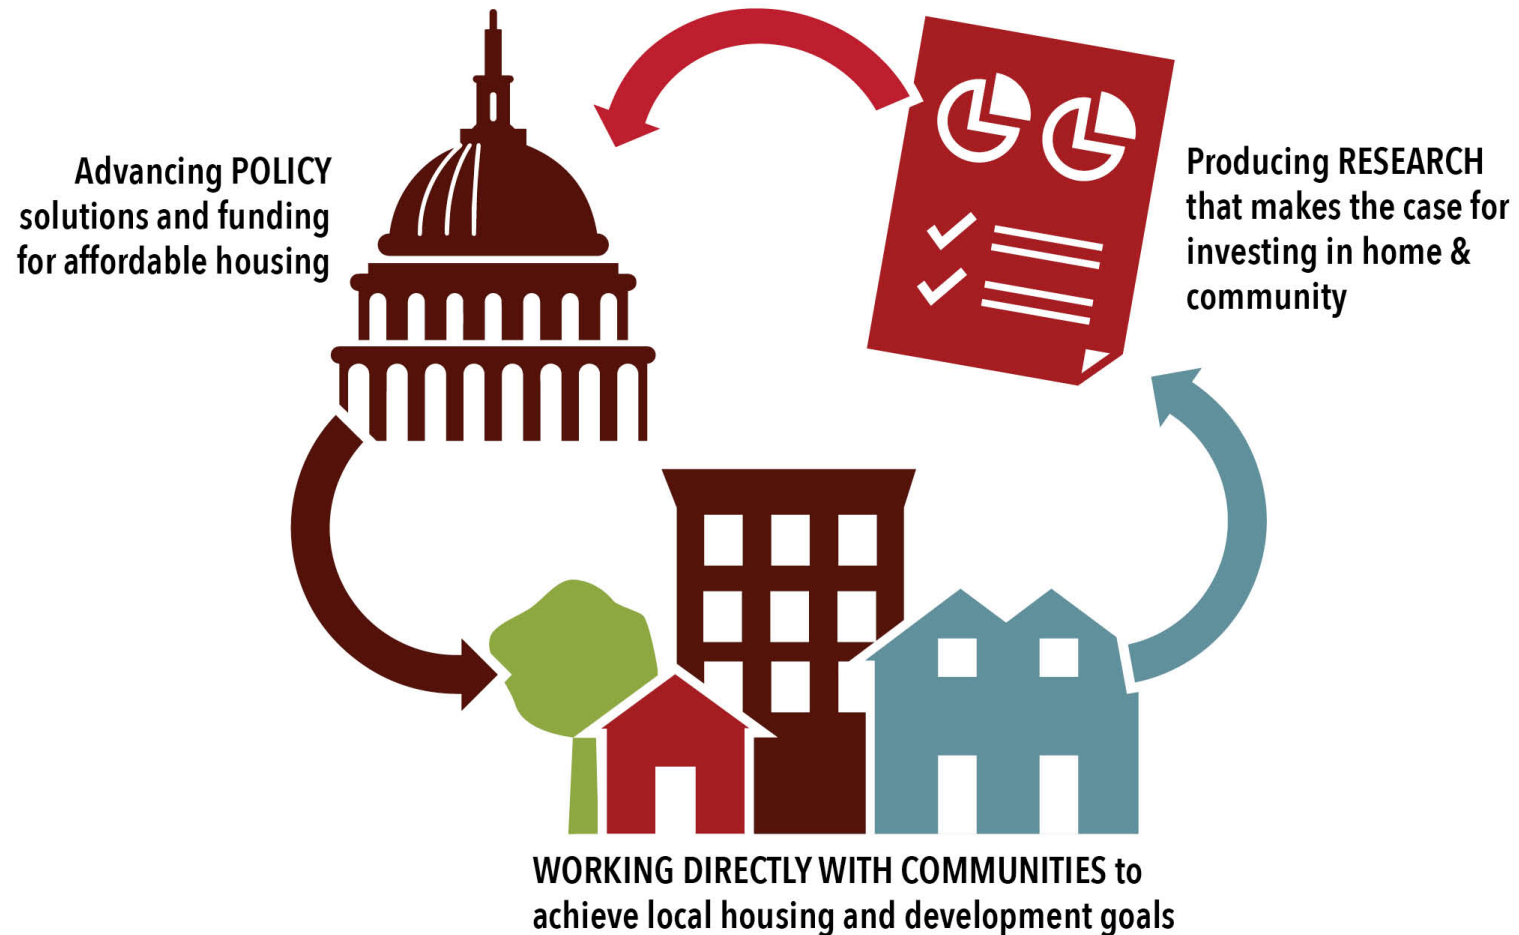 Advancing POLICY
solutions and funding
for affordable housing
Producing RESEARCH
that makes the case for
investing in home &
community
WORKING DIRECTLY WITH COMMUNITIES to
achieve local housing and development goals